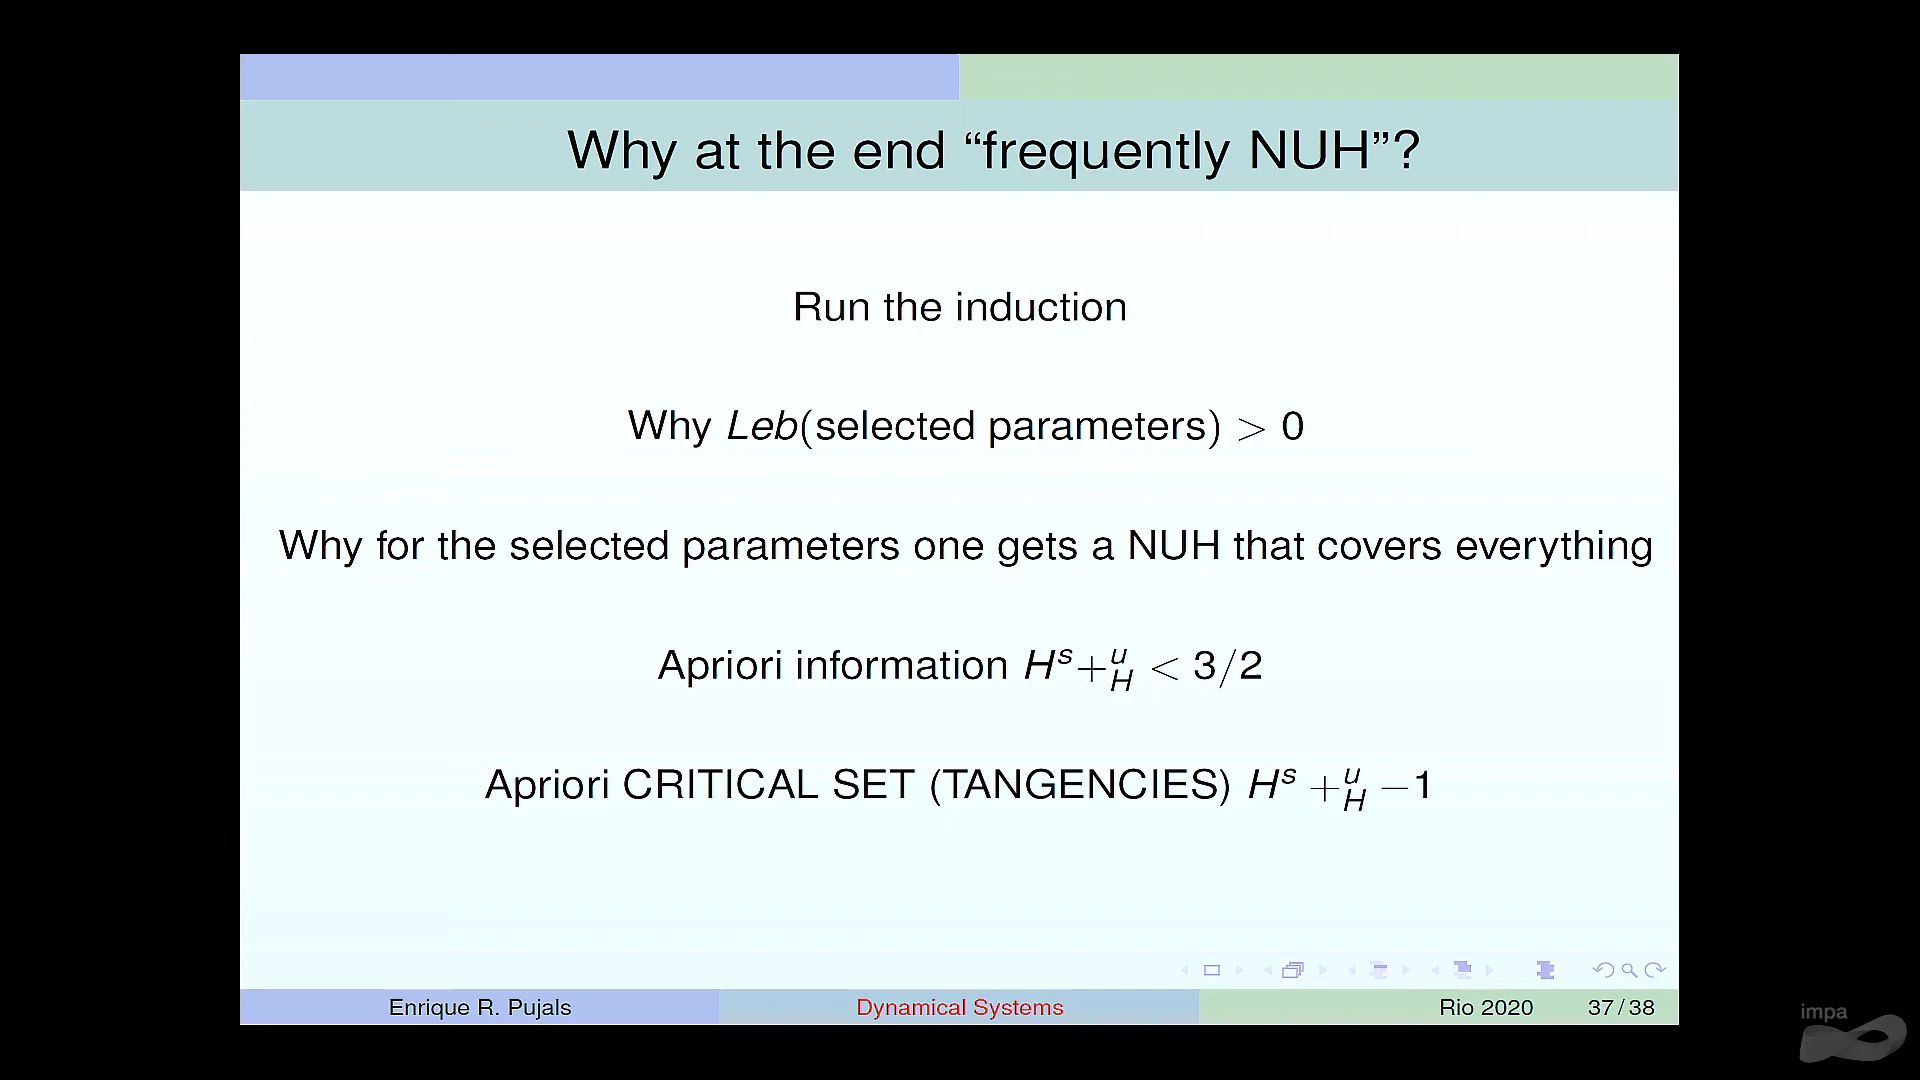 Why at the end “frequently NUH”?
Run the induction
Why Leb(selected parameters) > 0
Why for the selected parameters one gets a NUH that covers everything
Apriori information H^s+^u_H < 3/2
Apriori CRITICAL SET (TANGENCIES) H^s +^u_H −1
Enrique R. Pujals
Dynamical Systems
Rio 2020
37/38
impa